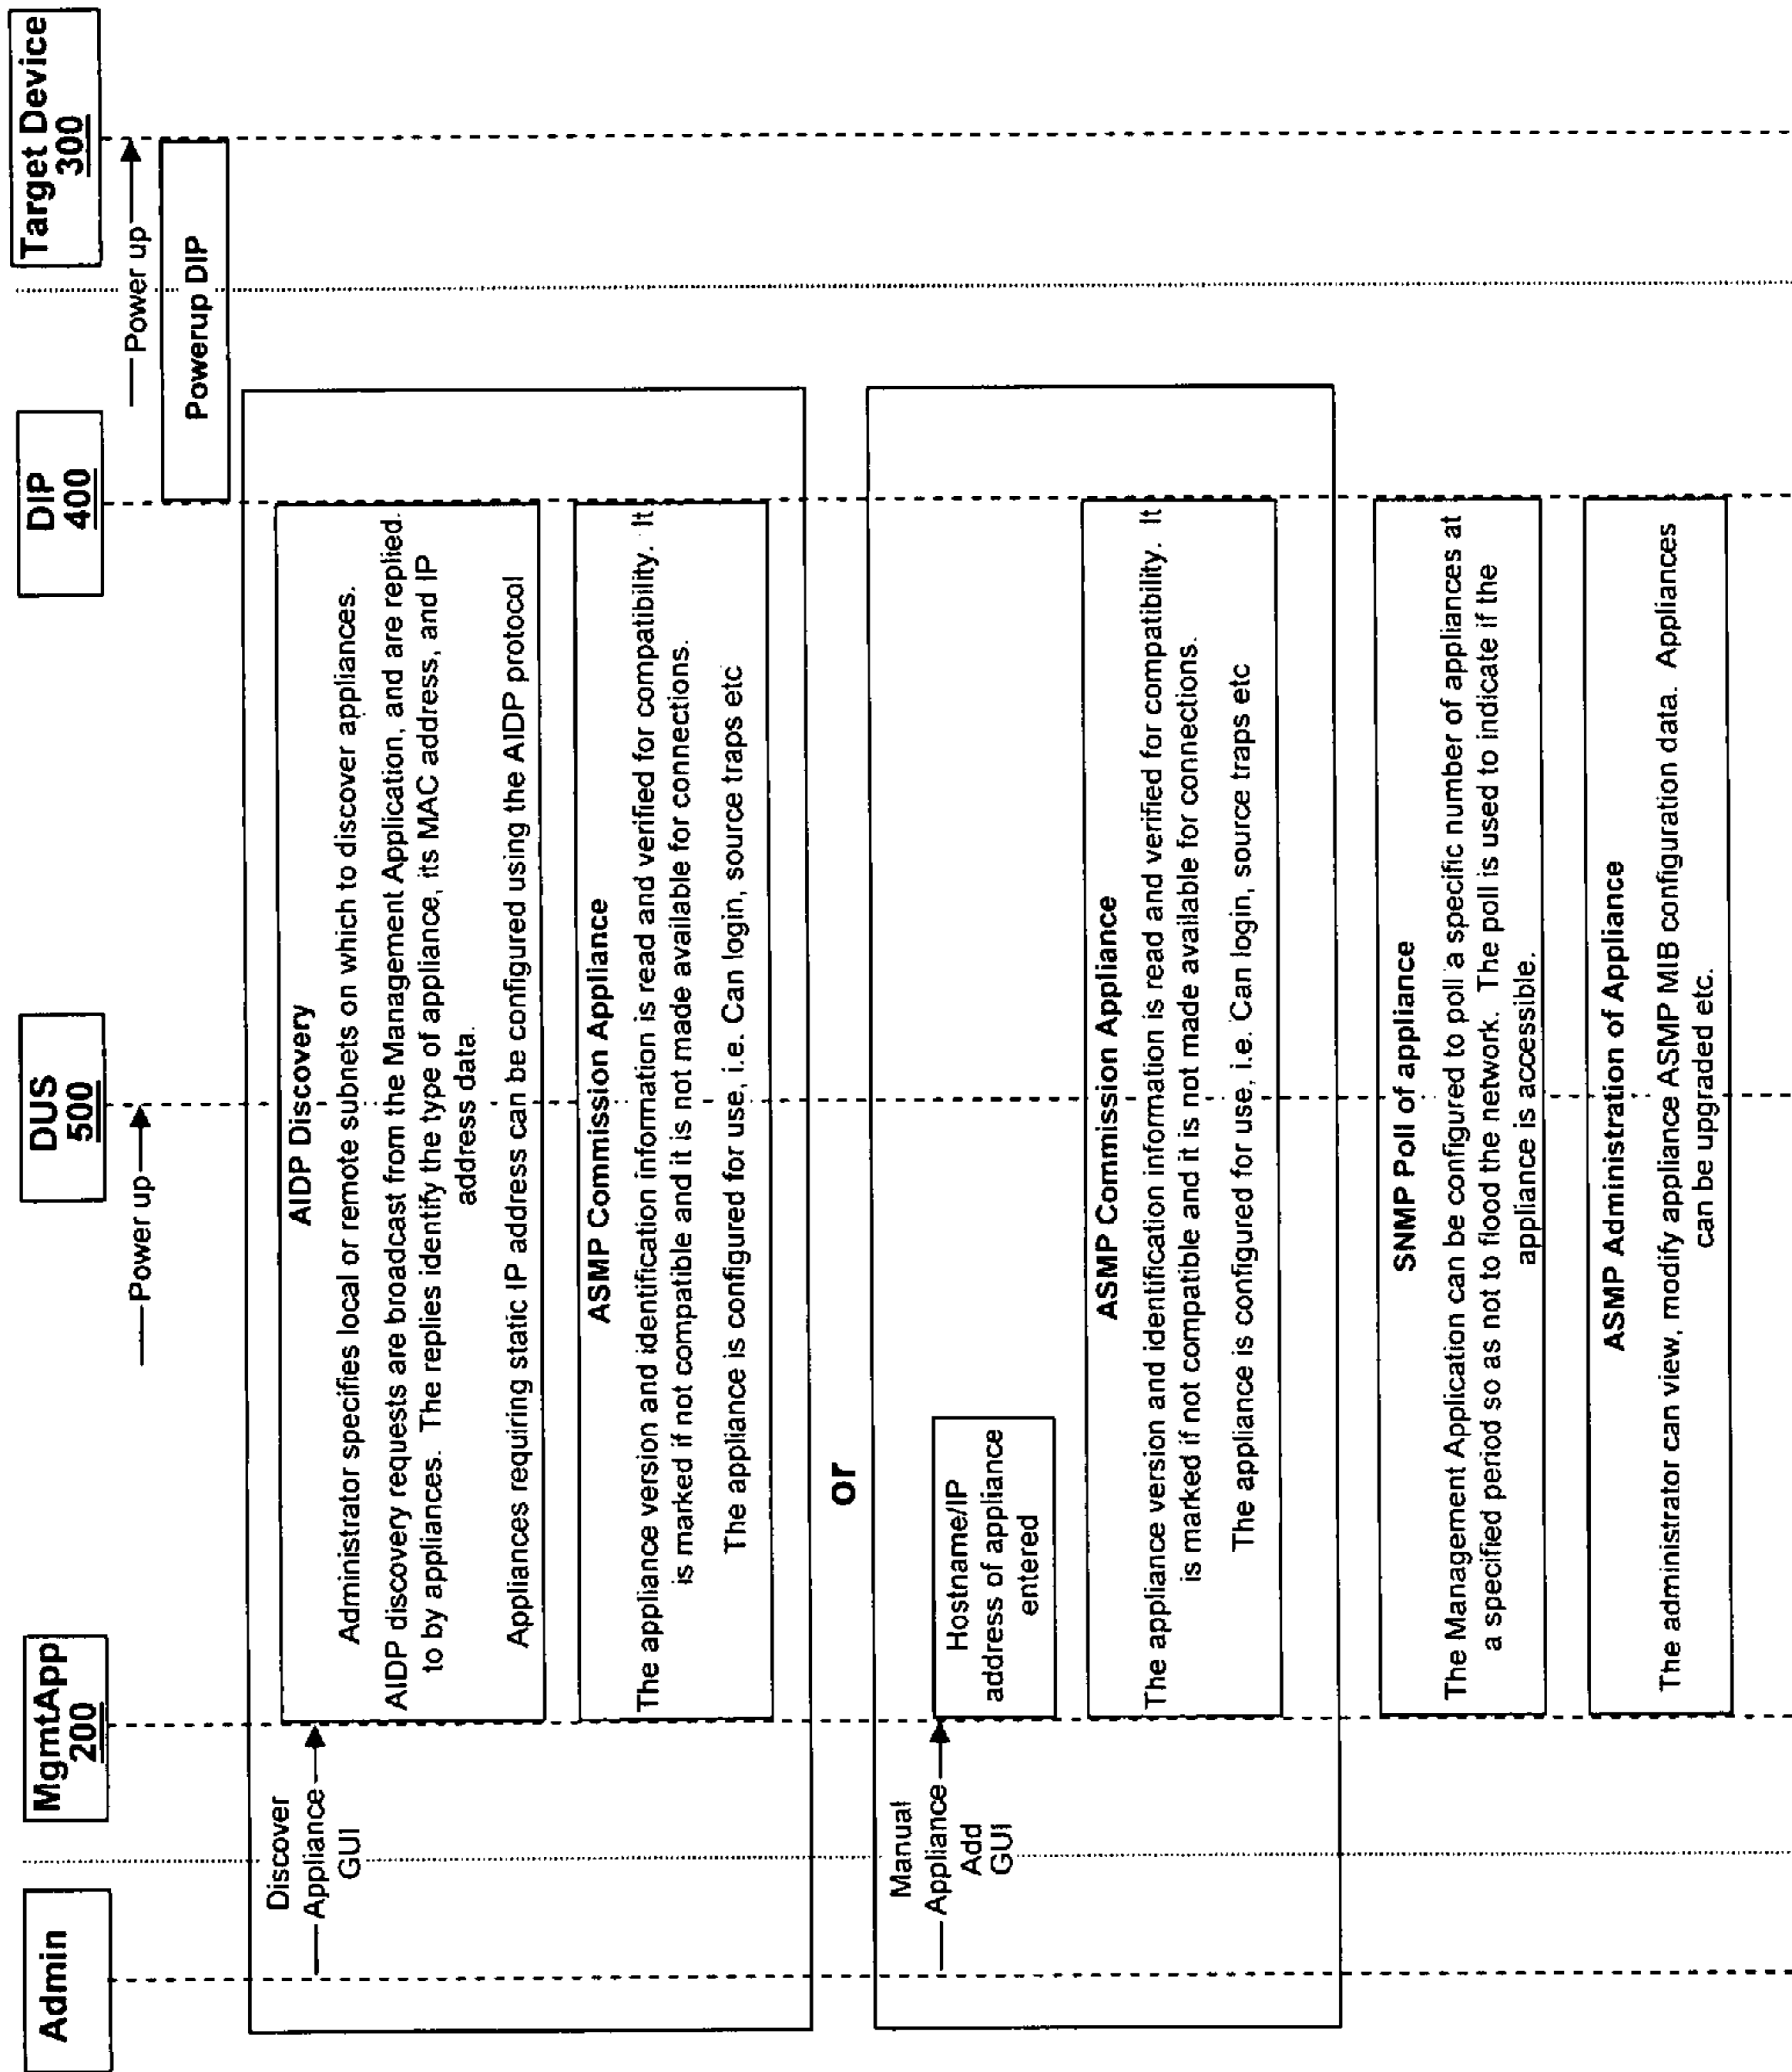 Admin
MgmtApp
200
DUS
500
DIP
400
Target Device
300
Power up
Power up
Powerup DIP
Discover
Appliance
GUI
AIDP Discovery
Administrator specifies local or remote subnets on which to discover appliances.
AIDP discovery requests are broadcast from the Management Application, and are replied
to by appliances. The replies identify the type of appliance, its MAC address, and IP
address data.
Appliances requiring static IP address can be configured using the AIDP protocol
ASMP Commission Appliance
The appliance version and identification information is read and verified for compatibility. It
is marked if not compatible and it is not made available for connections.
The appliance is configured for use, i.e. Can login, source traps etc
or
Manual
Appliance
Add
GUI
Hostname/IP
address of appliance
entered
ASMP Commission Appliance
The appliance version and identification information is read and verified for compatibility. It
is marked if not compatible and it is not made available for connections.
The appliance is configured for use, i.e. Can login, source traps etc
SNMP Poll of appliance
The Management Application can be configured to poll a specific number of appliances at
a specified period so as not to flood the network. The poll is used to indicate if the
appliance is accessible.
ASMP Administration of Appliance
The administrator can view, modify appliance ASMP MIB configuration data. Appliances
can be upgraded etc.